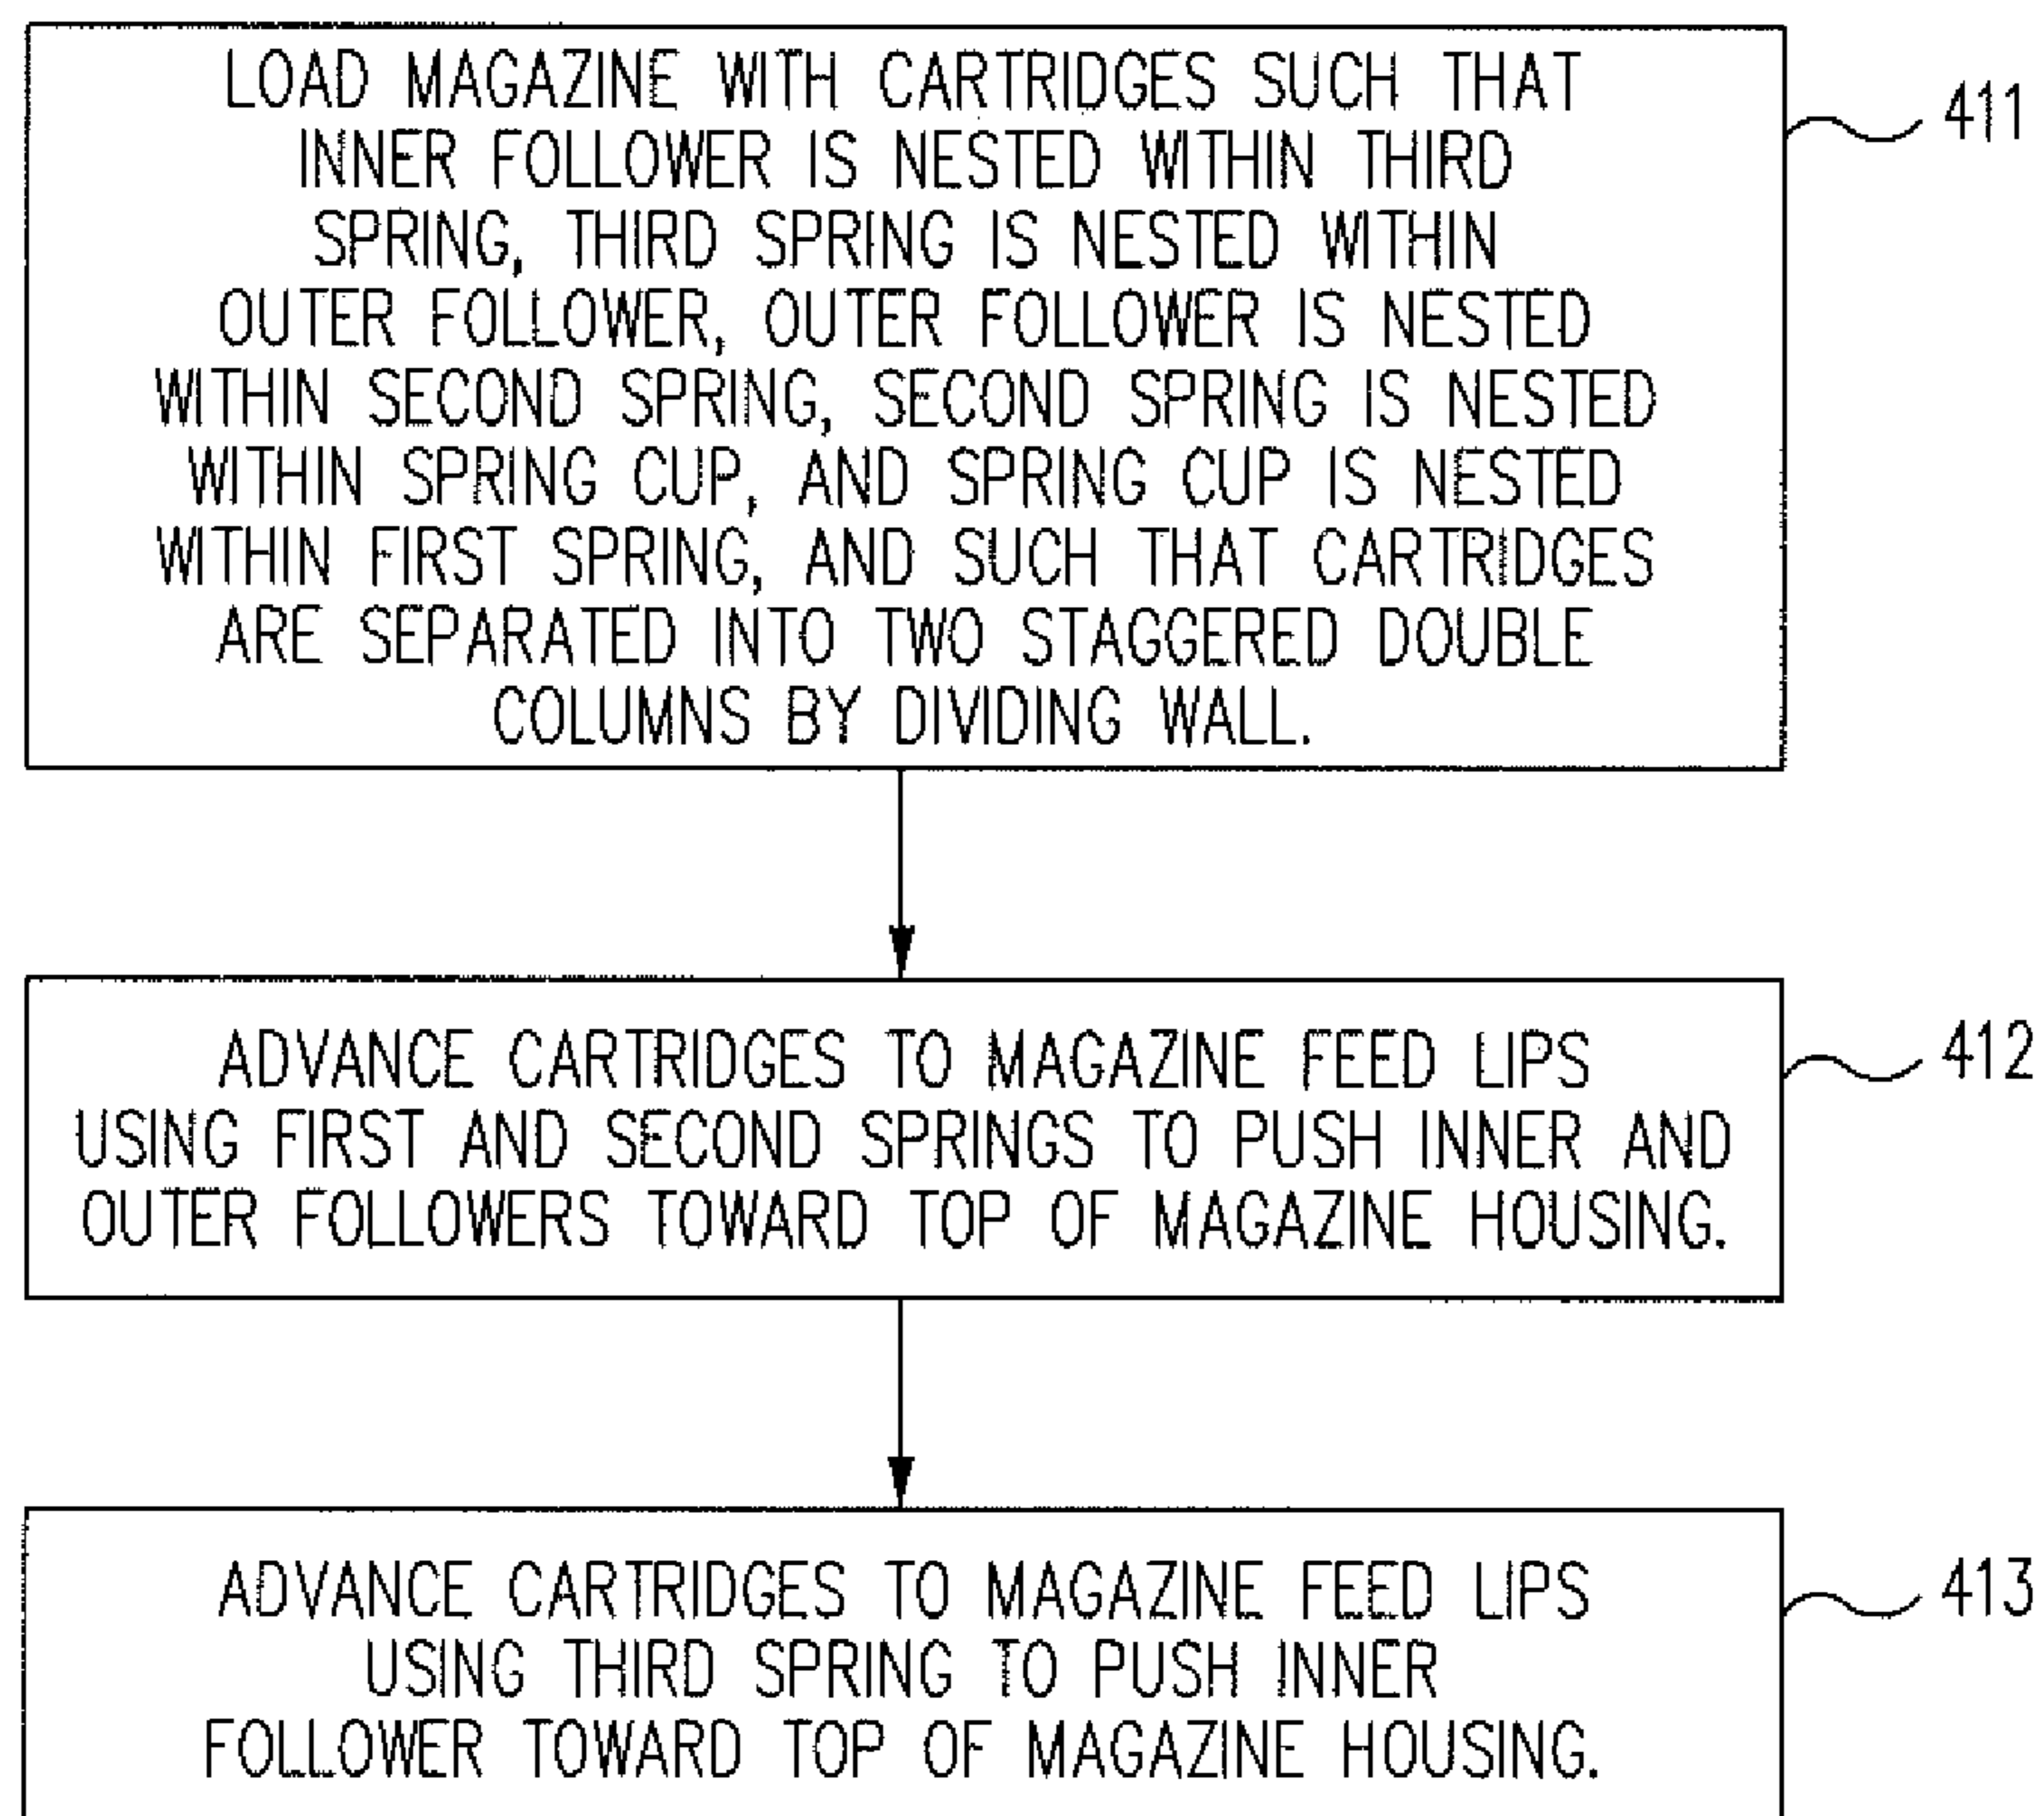 LOAD MAGAZINE WITH CARTRIDGES SUCH THAT
INNER FOLLOWER IS NESTED WITHIN THIRD
SPRING, THIRD SPRING IS NESTED WITHIN
OUTER FOLLOWER, OUTER FOLLOWER IS NESTED
WITHIN SECOND SPRING, SECOND SPRING IS NESTED
WITHIN SPRING CUP, AND SPRING CUP IS NESTED
WITHIN FIRST SPRING, AND SUCH THAT CARTRIDGES
ARE SEPARATED INTO TWO STAGGERED DOUBLE
COLUMNS BY DIVIDING WALL.
411
ADVANCE CARTRIDGES TO MAGAZINE FEED LIPS
USING FIRST AND SECOND SPRINGS TO PUSH INNER AND
OUTER FOLLOWERS TOWARD TOP OF MAGAZINE HOUSING.
412
ADVANCE CARTRIDGES TO MAGAZINE FEED LIPS
USING THIRD SPRING TO PUSH INNER
FOLLOWER TOWARD TOP OF MAGAZINE HOUSING.
413